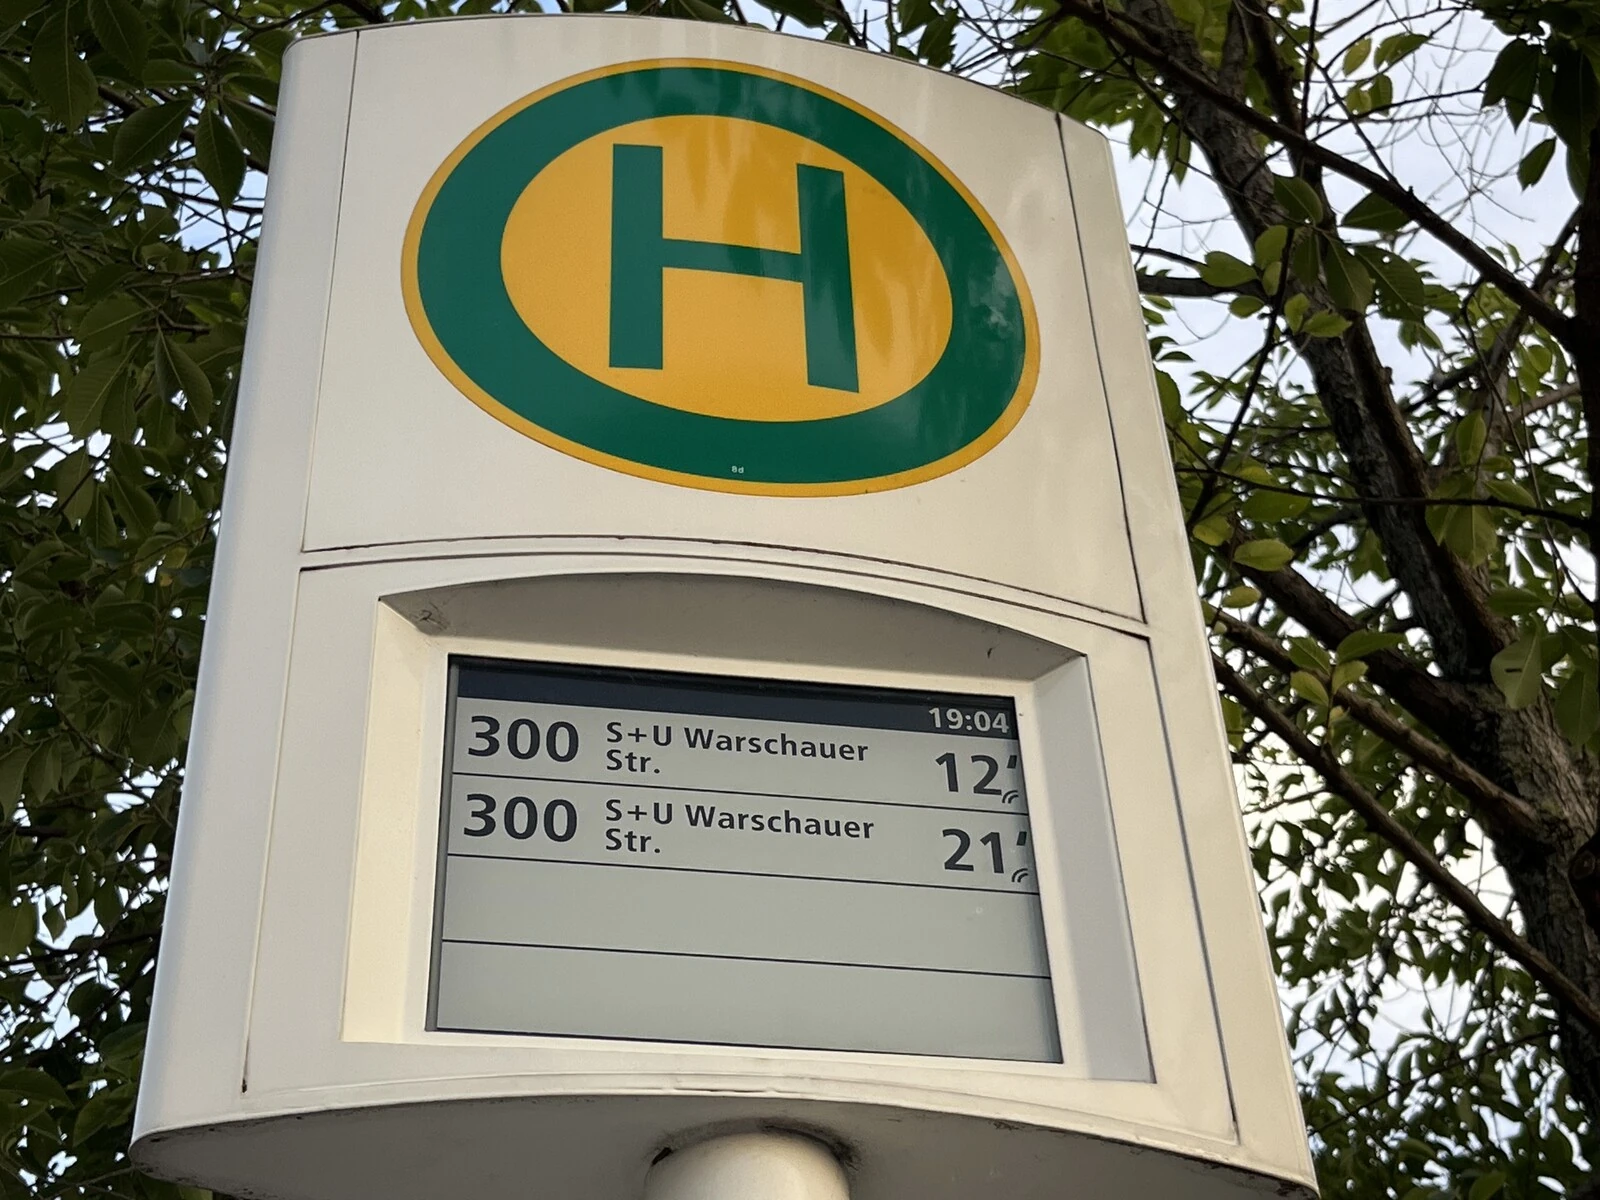 H
19:04
300 S+U Warschauer Str. 12'
300 S+U Warschauer Str. 21'